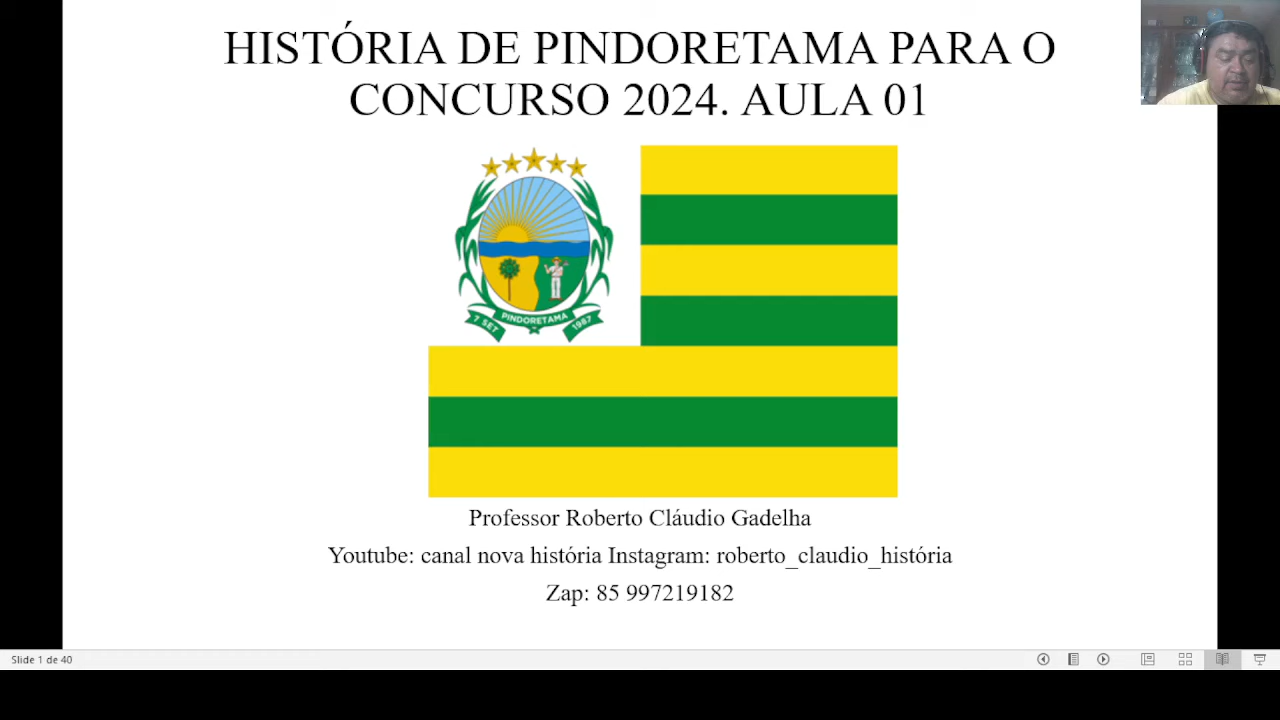 HISTÓRIA DE PINDORETAMA PARA O
CONCURSO 2024. AULA 01
7 SET
PINDORETAMA
1987
Professor Roberto Cláudio Gadelha
Youtube: canal nova história Instagram: roberto_claudio_história
Zap: 85 997219182
Slide 1 de 40